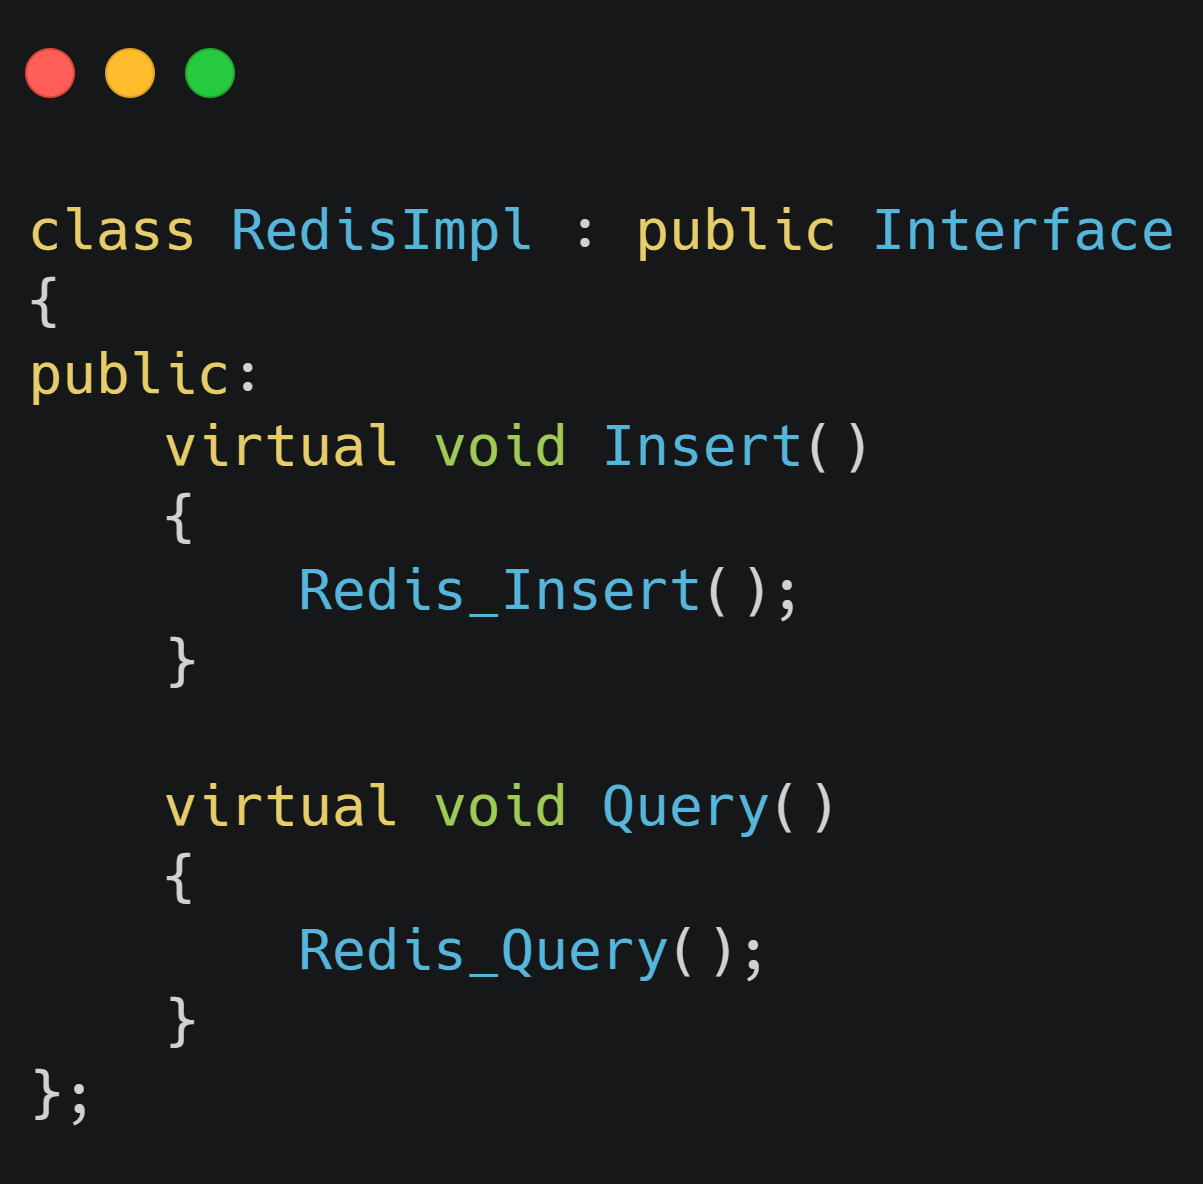 class RedisImpl : public Interface
{
public:
    virtual void Insert()
    {
        Redis_Insert();
    }

    virtual void Query()
    {
        Redis_Query();
    }
};